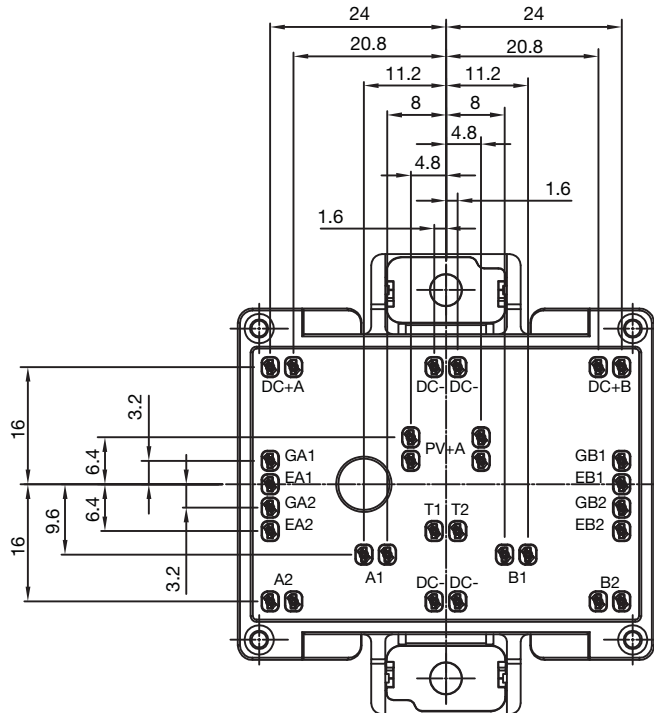 24 24
20.8 20.8
11.2 11.2
8 8
4.8
4.8
1.6
1.6
DC+A DC- DC- DC+B
16
3.2
6.4
PV+A
GA1 GB1
EA1 EB1
GA2 GB2
6.4
9.6
T1 T2
EA2 EB2
16
3.2
A1 B1
A2 DC- DC- B2